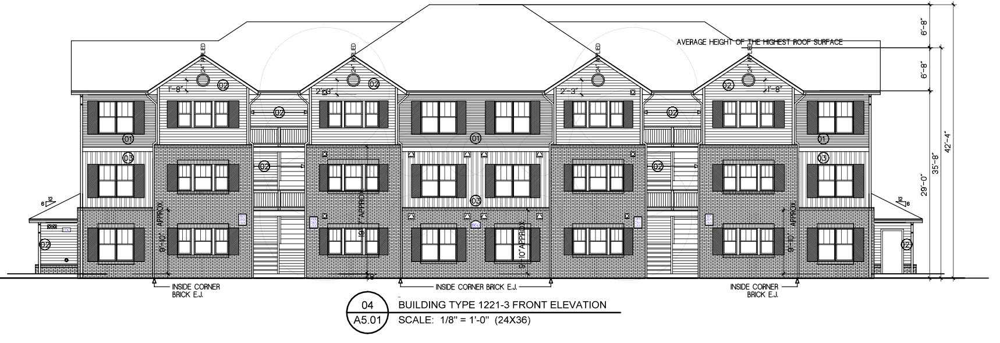 6'-8"
AVERAGE HEIGHT OF THE HIGHEST ROOF SURFACE
24" APPLIED
24" APPLIED
24" APPLIED
24" APPLIED
6'-8"
1'-8"
02
2'-3"
02
2'-3"
02
1'-8"
02
02
01
01
01
42'-4"
35'-8"
29'-0"
03
02
02
03
03
12
6
12
6
9'-10" APPROX
19'-7" APPROX
9'-10" APPROX
9'-10" APPROX
02
02
8"
INSIDE CORNER
BRICK E.J.
INSIDE CORNER BRICK E.J.
INSIDE CORNER
BRICK E.J.
04
A5.01
BUILDING TYPE 1221-3 FRONT ELEVATION
SCALE: 1/8" = 1'-0" (24X36)